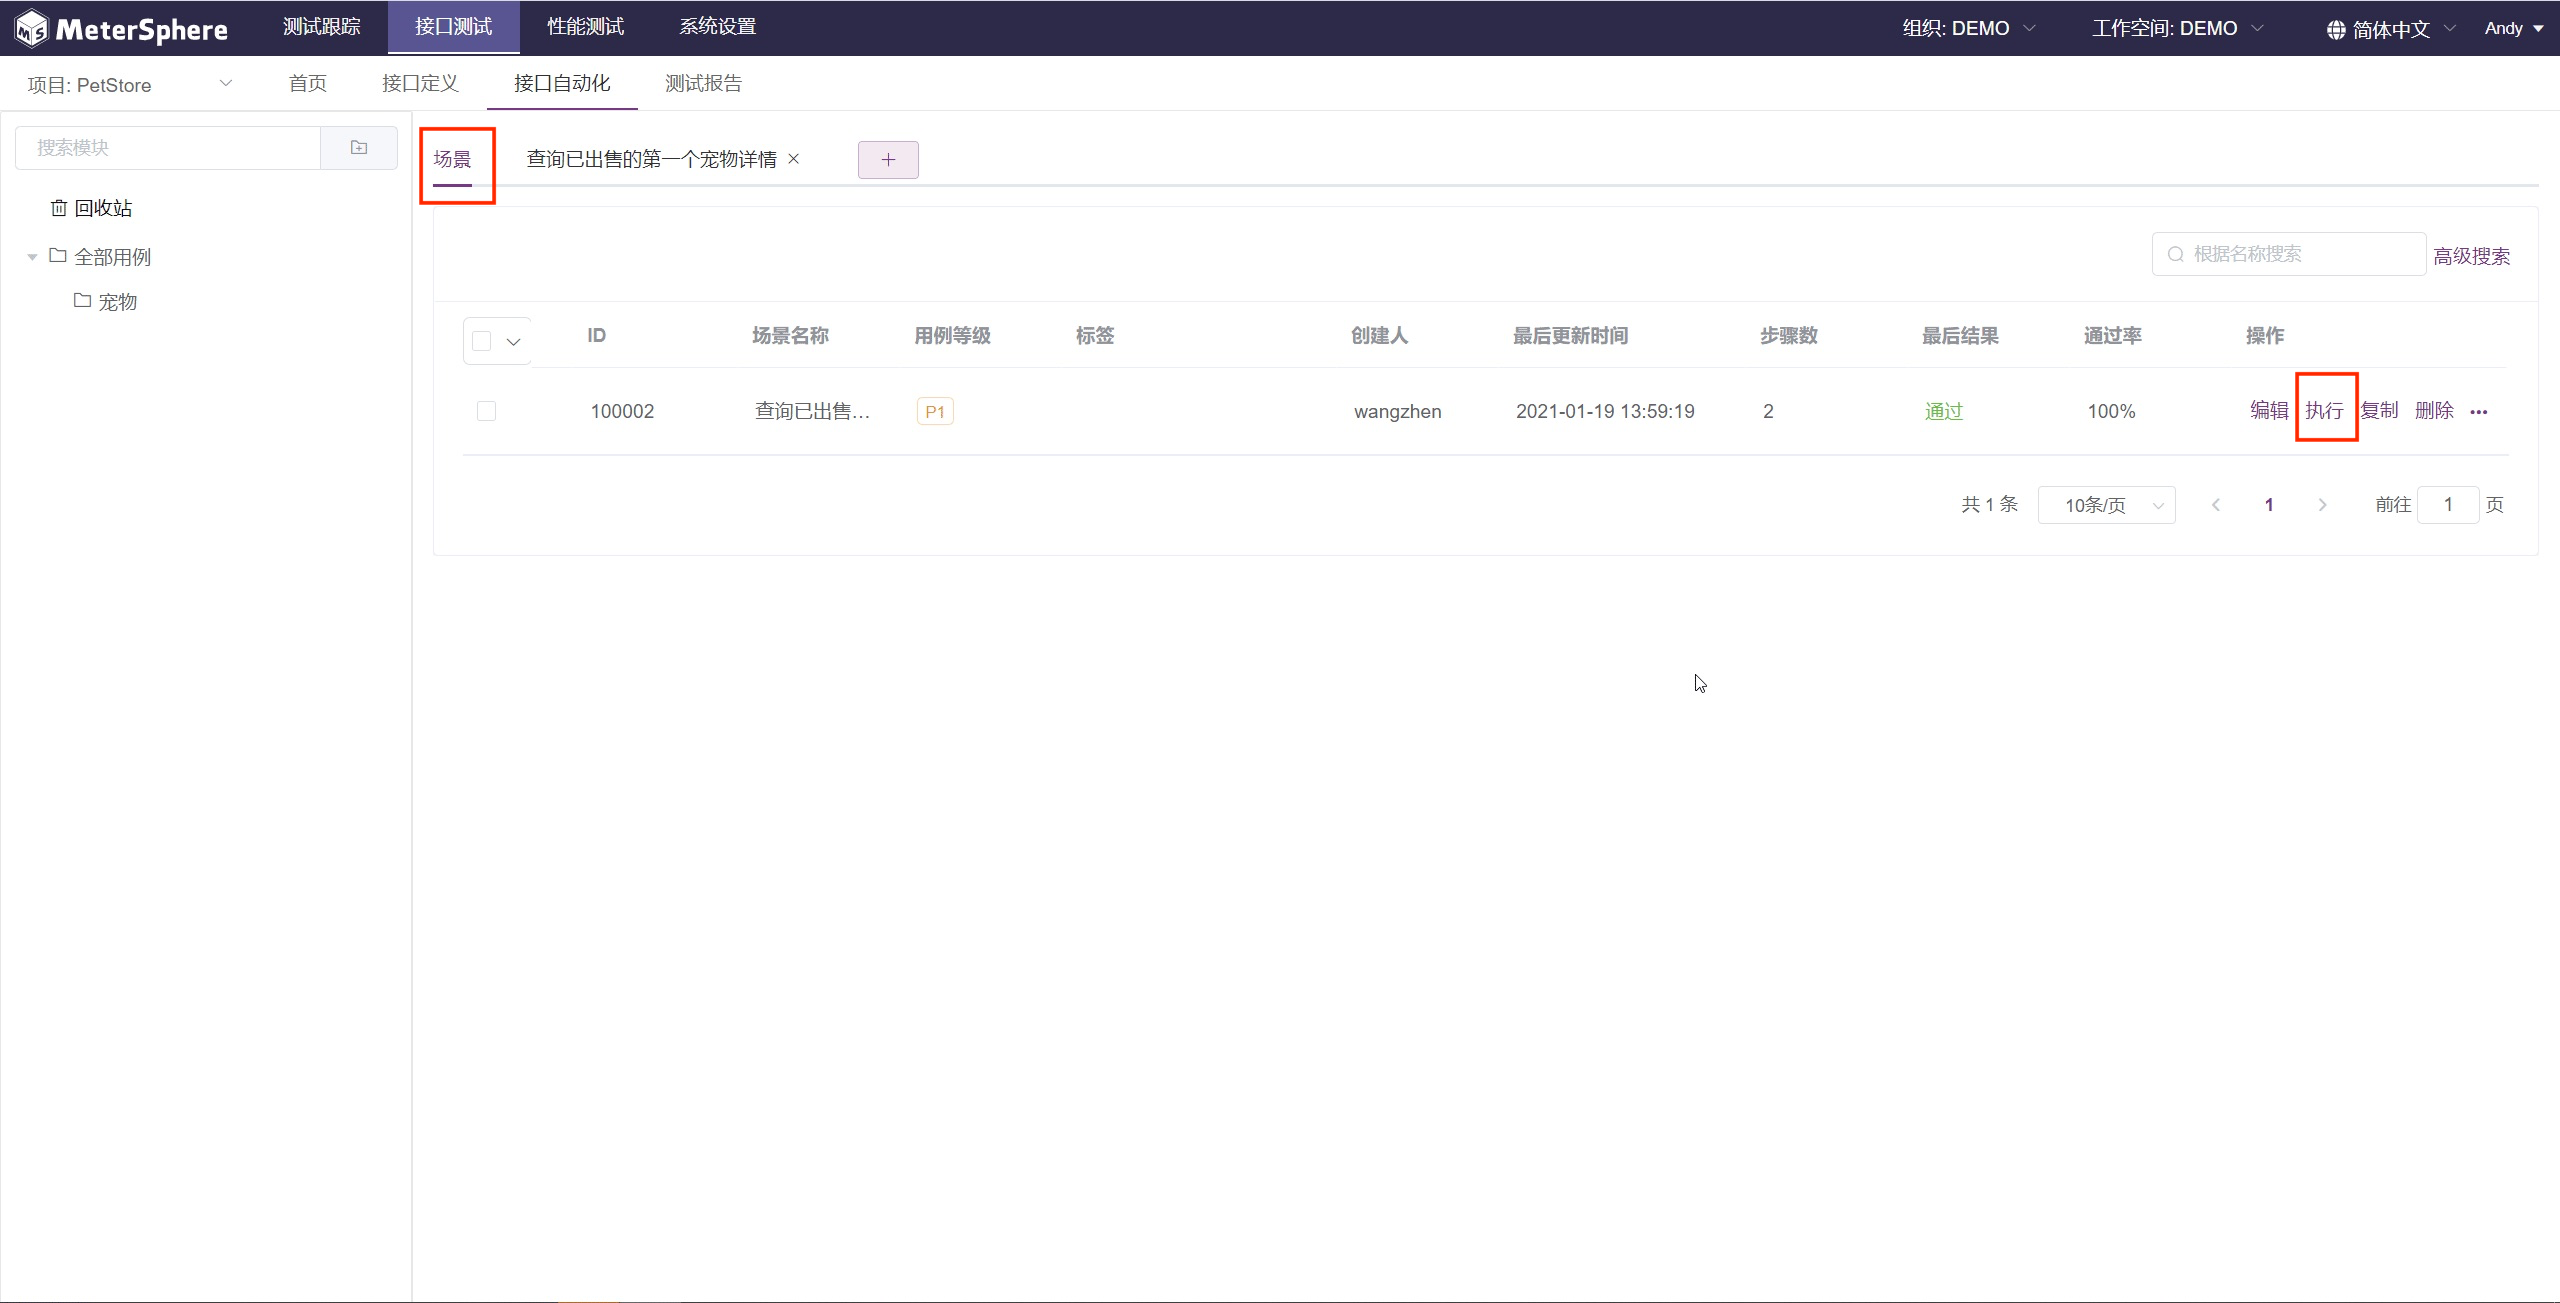 MeterSphere 测试跟踪 接口测试 性能测试 系统设置 组织: DEMO 工作空间: DEMO 简体中文 Andy
项目: PetStore 首页 接口定义 接口自动化 测试报告
搜索模块
回收站
全部用例
宠物
场景 查询已出售的第一个宠物详情
根据名称搜索 高级搜索
ID 场景名称 用例等级 标签 创建人 最后更新时间 步骤数 最后结果 通过率 操作
100002 查询已出售... P1 wangzhen 2021-01-19 13:59:19 2 通过 100% 编辑 执行 复制 删除
共 1 条 10条/页 1 前往 1 页